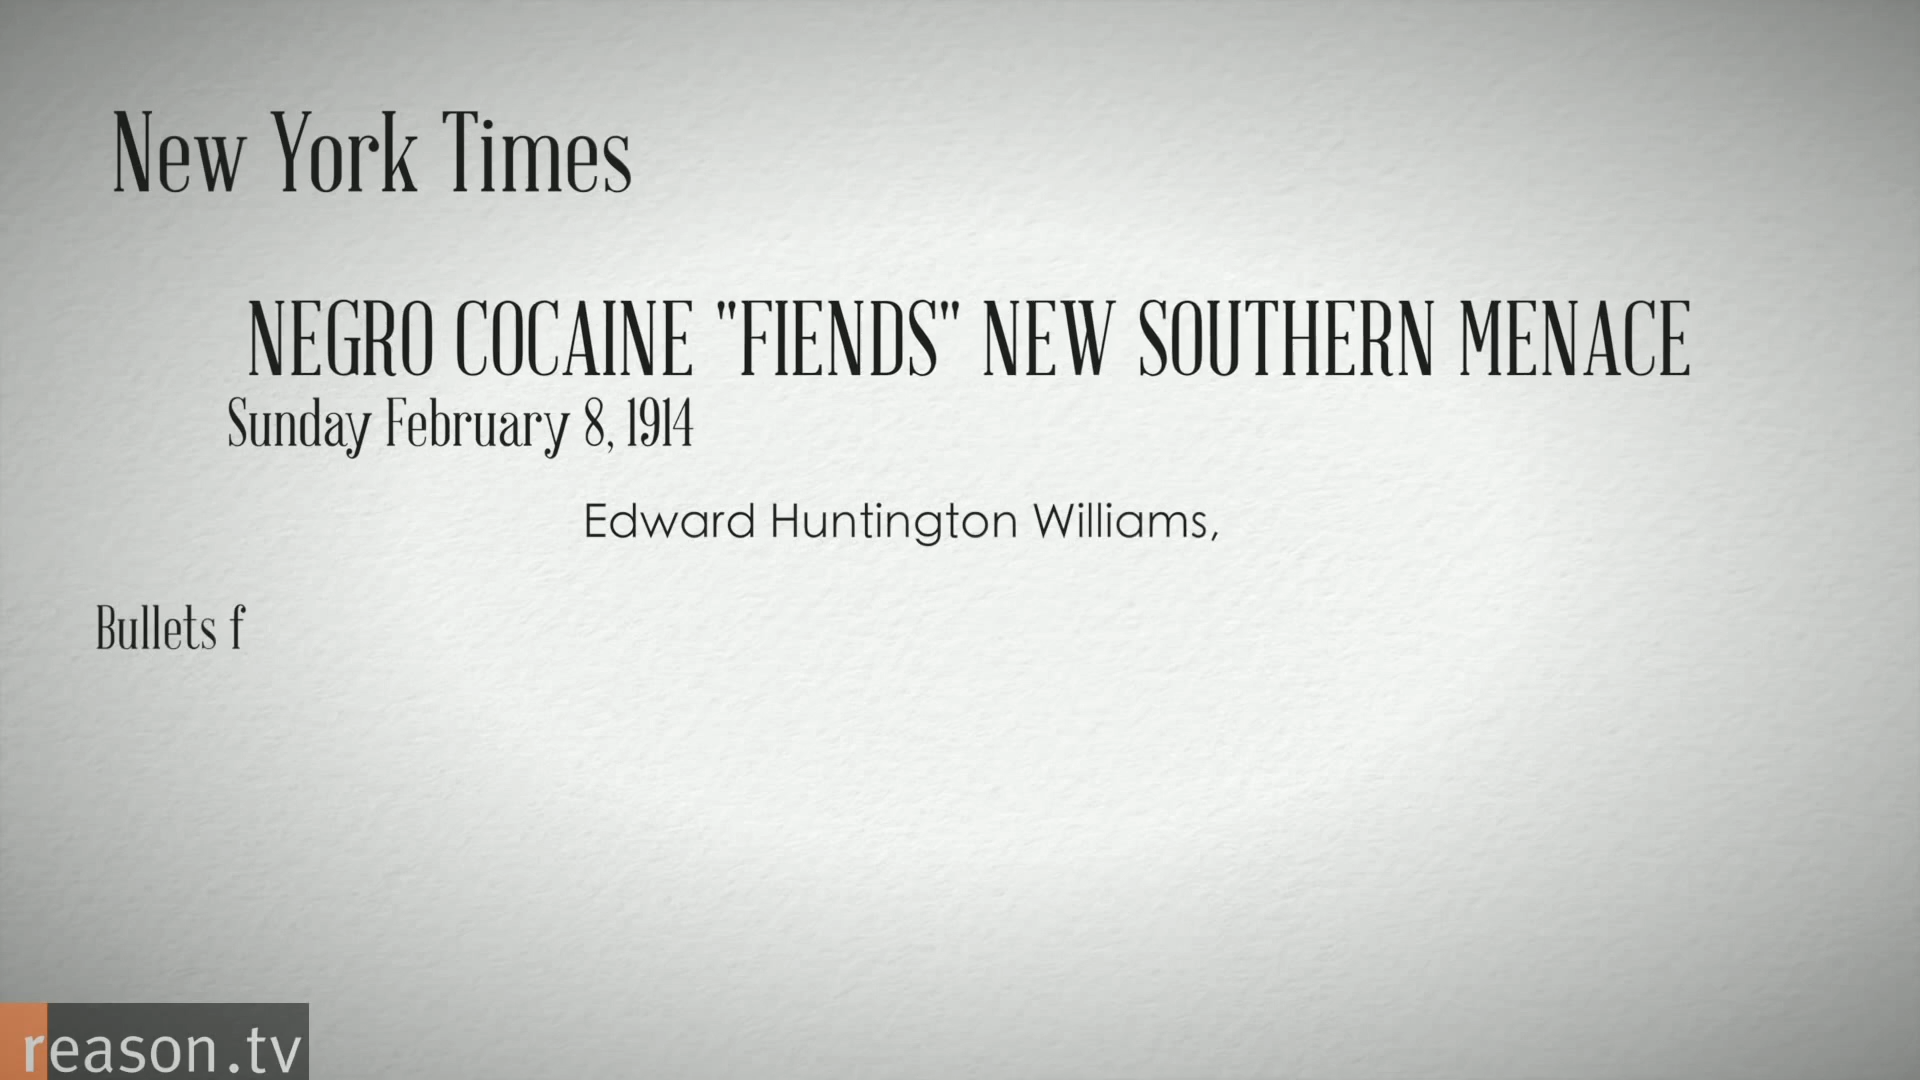 New York Times
NEGRO COCAINE "FIENDS" NEW SOUTHERN MENACE
Sunday February 8, 1914
Edward Huntington Williams,
Bullets f
reason.tv